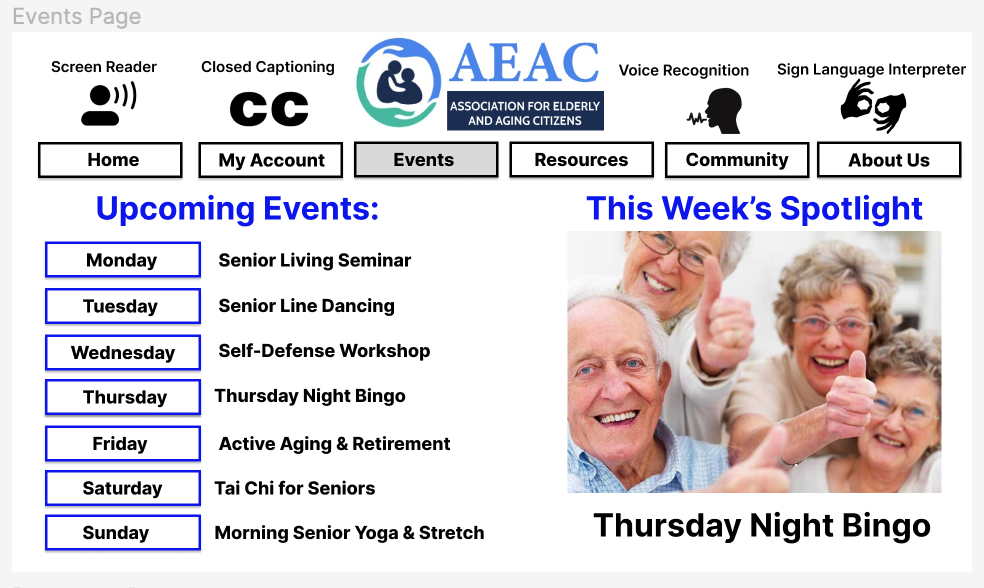 Events Page
Screen Reader
Closed Captioning
CC
AEAC
ASSOCIATION FOR ELDERLY
AND AGING CITIZENS
Voice Recognition
Sign Language Interpreter
Home
My Account
Events
Resources
Community
About Us
Upcoming Events:
Monday Senior Living Seminar
Tuesday Senior Line Dancing
Wednesday Self-Defense Workshop
Thursday Thursday Night Bingo
Friday Active Aging & Retirement
Saturday Tai Chi for Seniors
Sunday Morning Senior Yoga & Stretch
This Week’s Spotlight
Thursday Night Bingo